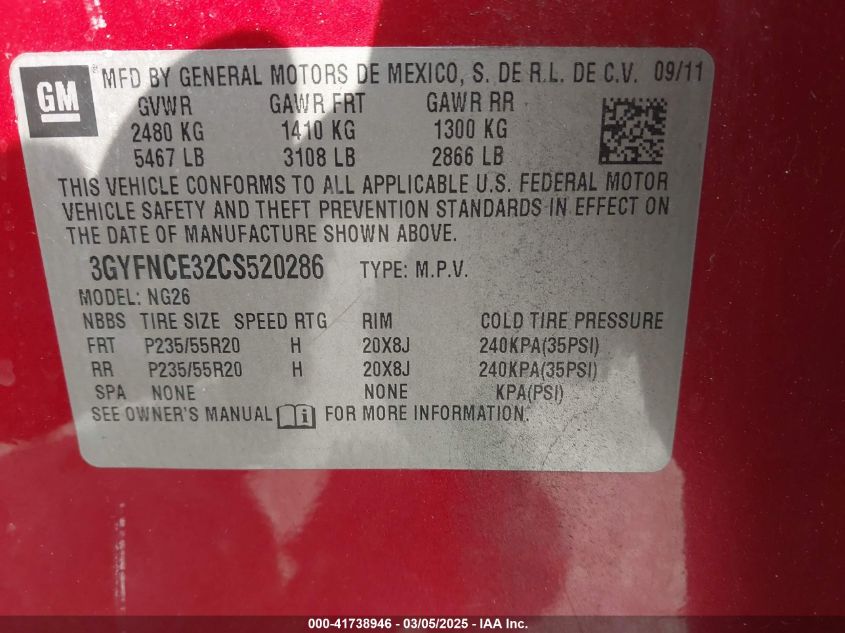 GM
MFD BY GENERAL MOTORS DE MEXICO, S. DE R.L. DE C.V. 09/11
GVWR GAWR FRT GAWR RR
2480 KG 1410 KG 1300 KG
5467 LB 3108 LB 2866 LB
THIS VEHICLE CONFORMS TO ALL APPLICABLE U.S. FEDERAL MOTOR
VEHICLE SAFETY AND THEFT PREVENTION STANDARDS IN EFFECT ON
THE DATE OF MANUFACTURE SHOWN ABOVE.
3GYFNCE32CS520286 TYPE: M.P.V.
MODEL: NG26
NBBS TIRE SIZE SPEED RTG RIM COLD TIRE PRESSURE
FRT P235/55R20 H 20X8J 240KPA(35PSI)
RR P235/55R20 H 20X8J 240KPA(35PSI)
SPA NONE NONE KPA(PSI)
SEE OWNER'S MANUAL i FOR MORE INFORMATION.
000-41738946 - 03/05/2025 - IAA Inc.